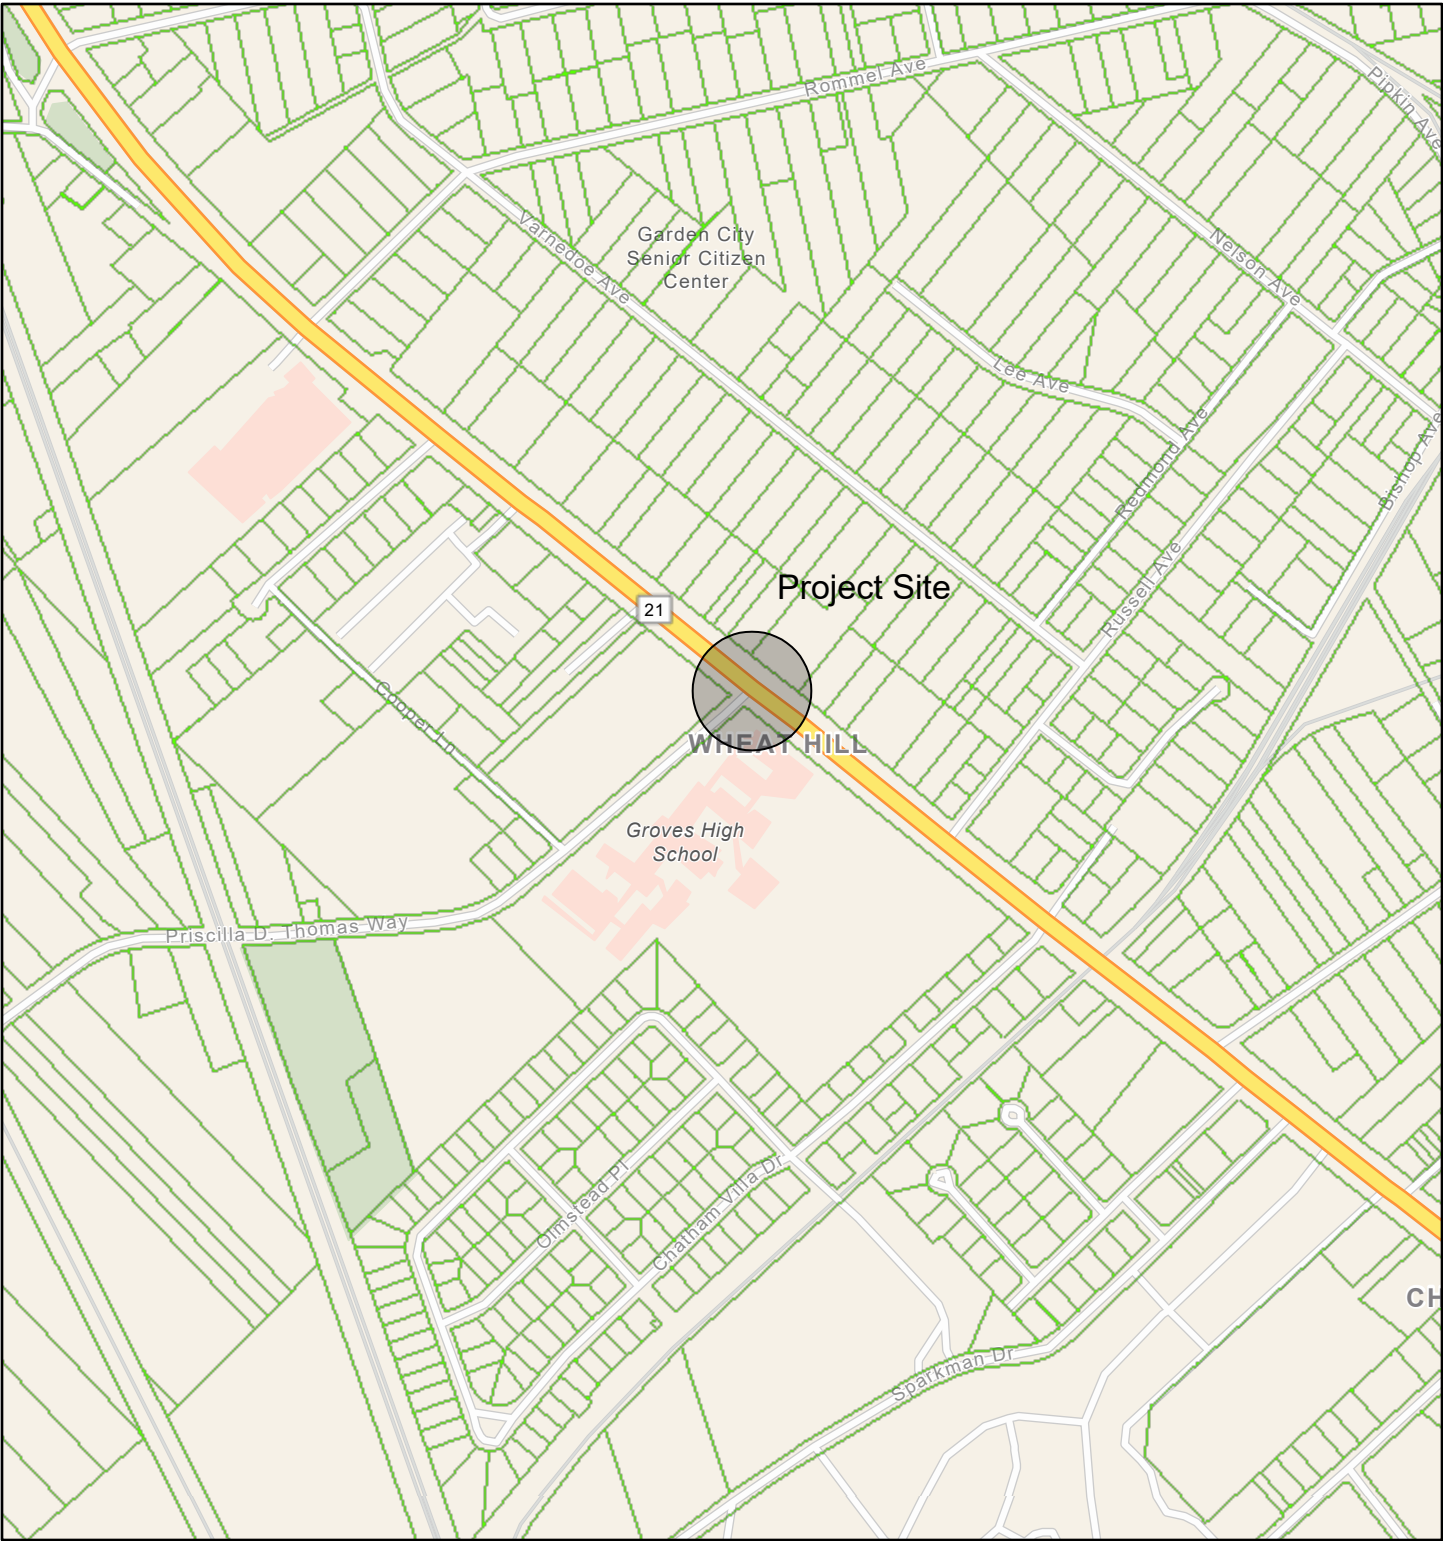 Rommel Ave
Pipkin Ave
Varnedoe Ave
Garden City
Senior Citizen
Center
Nelson Ave
Lee Ave
Redmond Ave
Bishop Ave
Russell Ave
Project Site
21
Cooper Ln
WHEAT HILL
Groves High
School
Priscilla D. Thomas Way
Olmstead Pl
Chatham Villa Dr
CH
Sparkman Dr